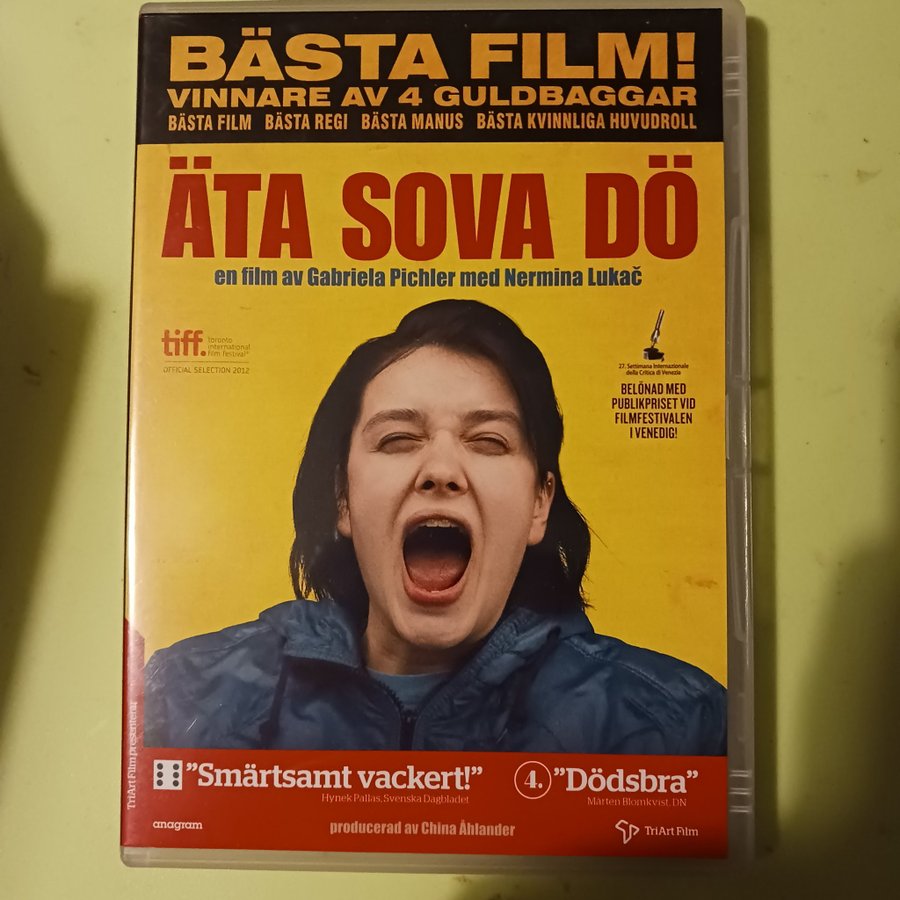 BÄSTA FILM!
VINNARE AV 4 GULDBAGGAR
BÄSTA FILM BÄSTA REGI BÄSTA MANUS BÄSTA KVINNLIGA HUVUDROLL
ÄTA SOVA DÖ
en film av Gabriela Pichler med Nermina Lukač
tiff. toronto
international
film festival®
OFFICIAL SELECTION 2012
27. Settimana Internazionale
della Critica di Venezia
BELÖNAD MED
PUBLIKPRISET VID
FILMFESTIVALEN
I VENEDIG!
TriArt Film presenterar
"Smärtsamt vackert!"
Hynek Pallas, Svenska Dagbladet
4. "Dödsbra"
Mårten Blomkvist, DN
anagram
producerad av China Åhlander
TriArt Film